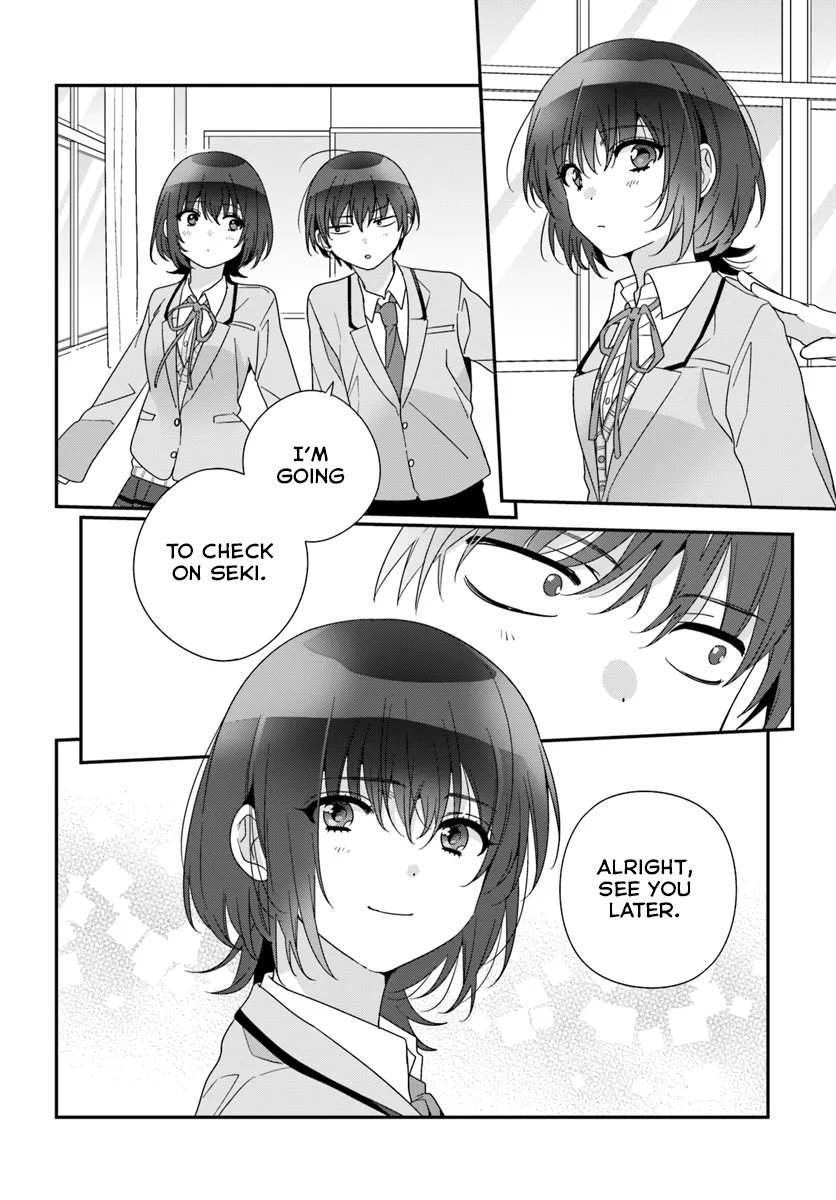 I'M
GOING
TO CHECK
ON SEKI.
ALRIGHT,
SEE YOU
LATER.